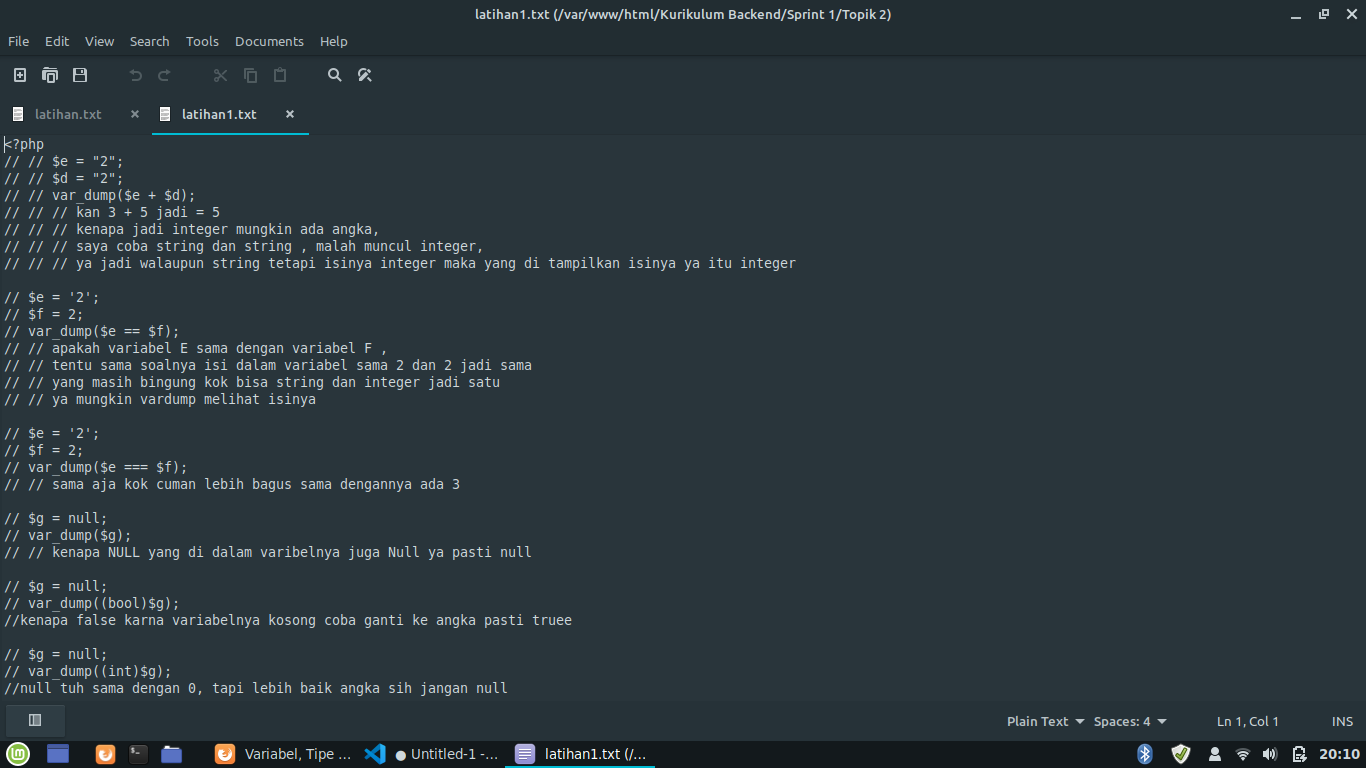 latihan1.txt (/var/www/html/Kurikulum Backend/Sprint 1/Topik 2)
File Edit View Search Tools Documents Help
latihan.txt latihan1.txt
<?php
// // $e = "2";
// // $d = "2";
// // var_dump($e + $d);
// // // kan 3 + 5 jadi = 5
// // // kenapa jadi integer mungkin ada angka,
// // // saya coba string dan string , malah muncul integer,
// // // ya jadi walaupun string tetapi isinya integer maka yang di tampilkan isinya ya itu integer
// $e = '2';
// $f = 2;
// var_dump($e == $f);
// // apakah variabel E sama dengan variabel F ,
// // tentu sama soalnya isi dalam variabel sama 2 dan 2 jadi sama
// // yang masih bingung kok bisa string dan integer jadi satu
// // ya mungkin vardump melihat isinya
// $e = '2';
// $f = 2;
// var_dump($e === $f);
// // sama aja kok cuman lebih bagus sama dengannya ada 3
// $g = null;
// var_dump($g);
// // kenapa NULL yang di dalam varibelnya juga Null ya pasti null
// $g = null;
// var_dump((bool)$g);
//kenapa false karna variabelnya kosong coba ganti ke angka pasti truee
// $g = null;
// var_dump((int)$g);
//null tuh sama dengan 0, tapi lebih baik angka sih jangan null
Plain Text Spaces: 4 Ln 1, Col 1 INS
Variabel, Tipe ... ● Untitled-1 -... latihan1.txt (/... 20:10